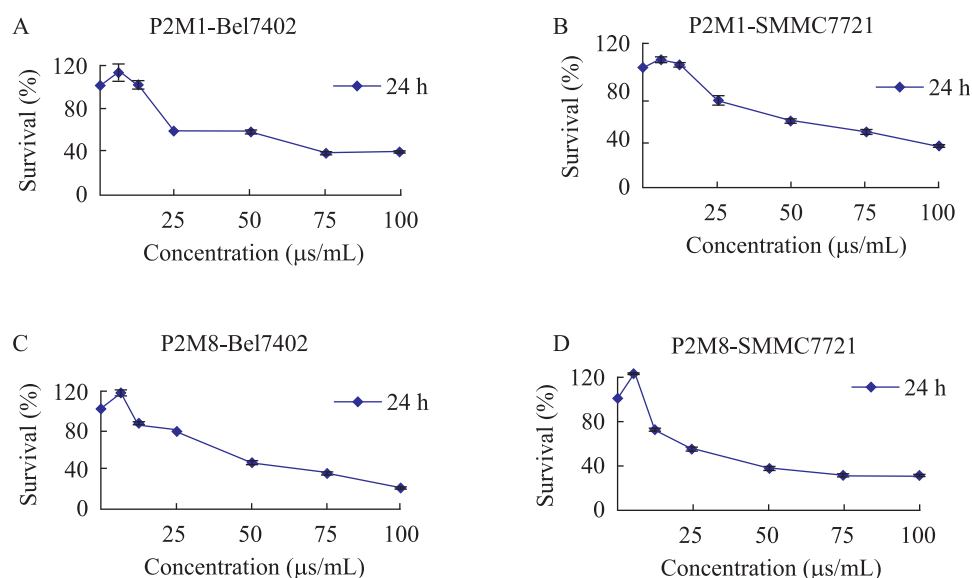 A
P2M1-Bel7402
120
80
40
0
Survival (%)
24 h
25 50 75 100
Concentration (μs/mL)
B
P2M1-SMMC7721
120
80
40
0
Survival (%)
24 h
25 50 75 100
Concentration (μs/mL)
C
P2M8-Bel7402
120
80
40
0
Survival (%)
24 h
25 50 75 100
Concentration (μs/mL)
D
P2M8-SMMC7721
120
80
40
0
Survival (%)
24 h
25 50 75 100
Concentration (μs/mL)